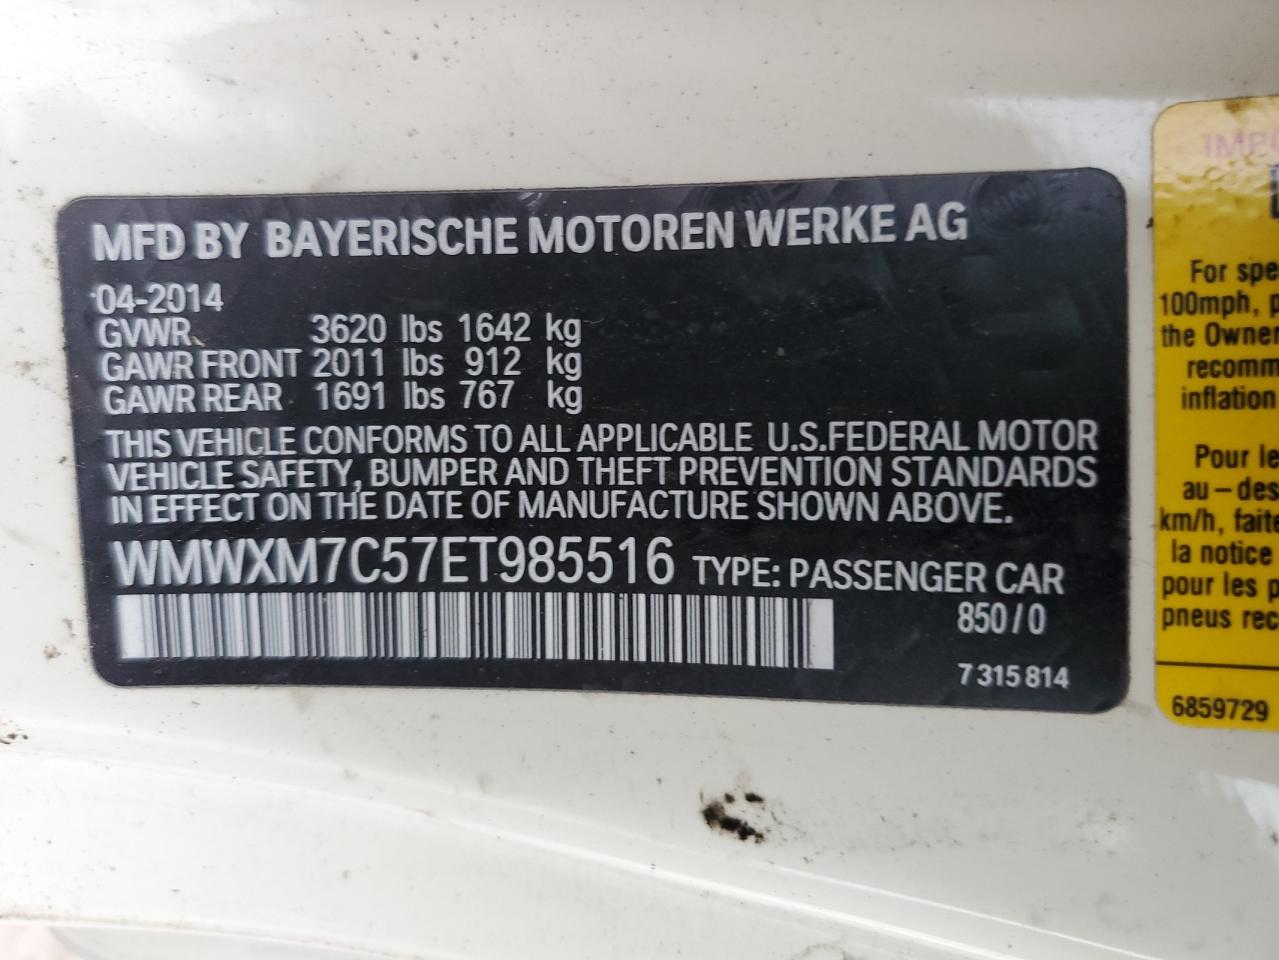 MFD BY BAYERISCHE MOTOREN WERKE AG
04-2014
GVWR 3620 lbs 1642 kg
GAWR FRONT 2011 lbs 912 kg
GAWR REAR 1691 lbs 767 kg
THIS VEHICLE CONFORMS TO ALL APPLICABLE U.S.FEDERAL MOTOR
VEHICLE SAFETY, BUMPER AND THEFT PREVENTION STANDARDS
IN EFFECT ON THE DATE OF MANUFACTURE SHOWN ABOVE.
WMWXM7C57ET985516 TYPE: PASSENGER CAR
850/0
7 315 814
MINI
For spe
100mph, p
the Owner
recomm
inflation
Pour le
au-des
km/h, faite
la notice
pour les p
pneus rec
6859729